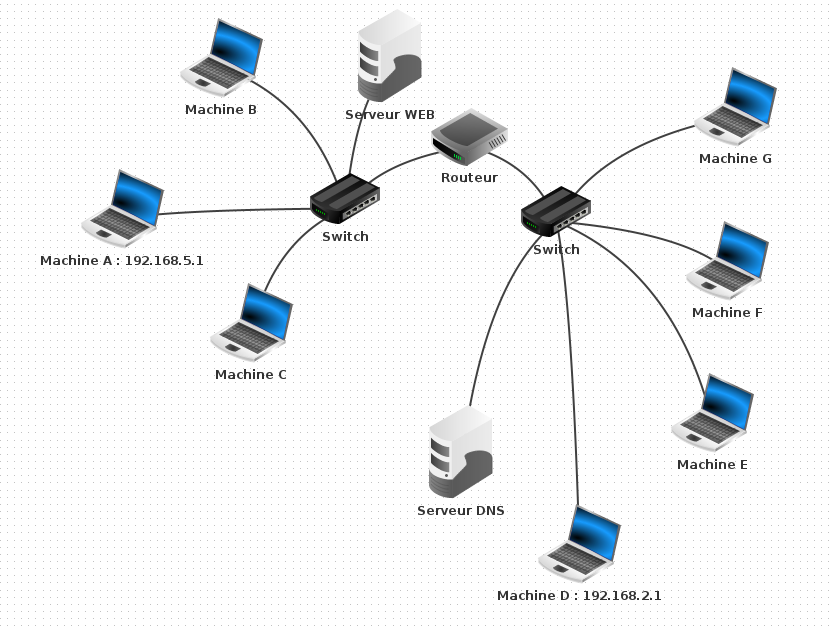 Machine B
Serveur WEB
Machine G
Routeur
Switch
Switch
Machine A : 192.168.5.1
Machine F
Machine C
Machine E
Serveur DNS
Machine D : 192.168.2.1